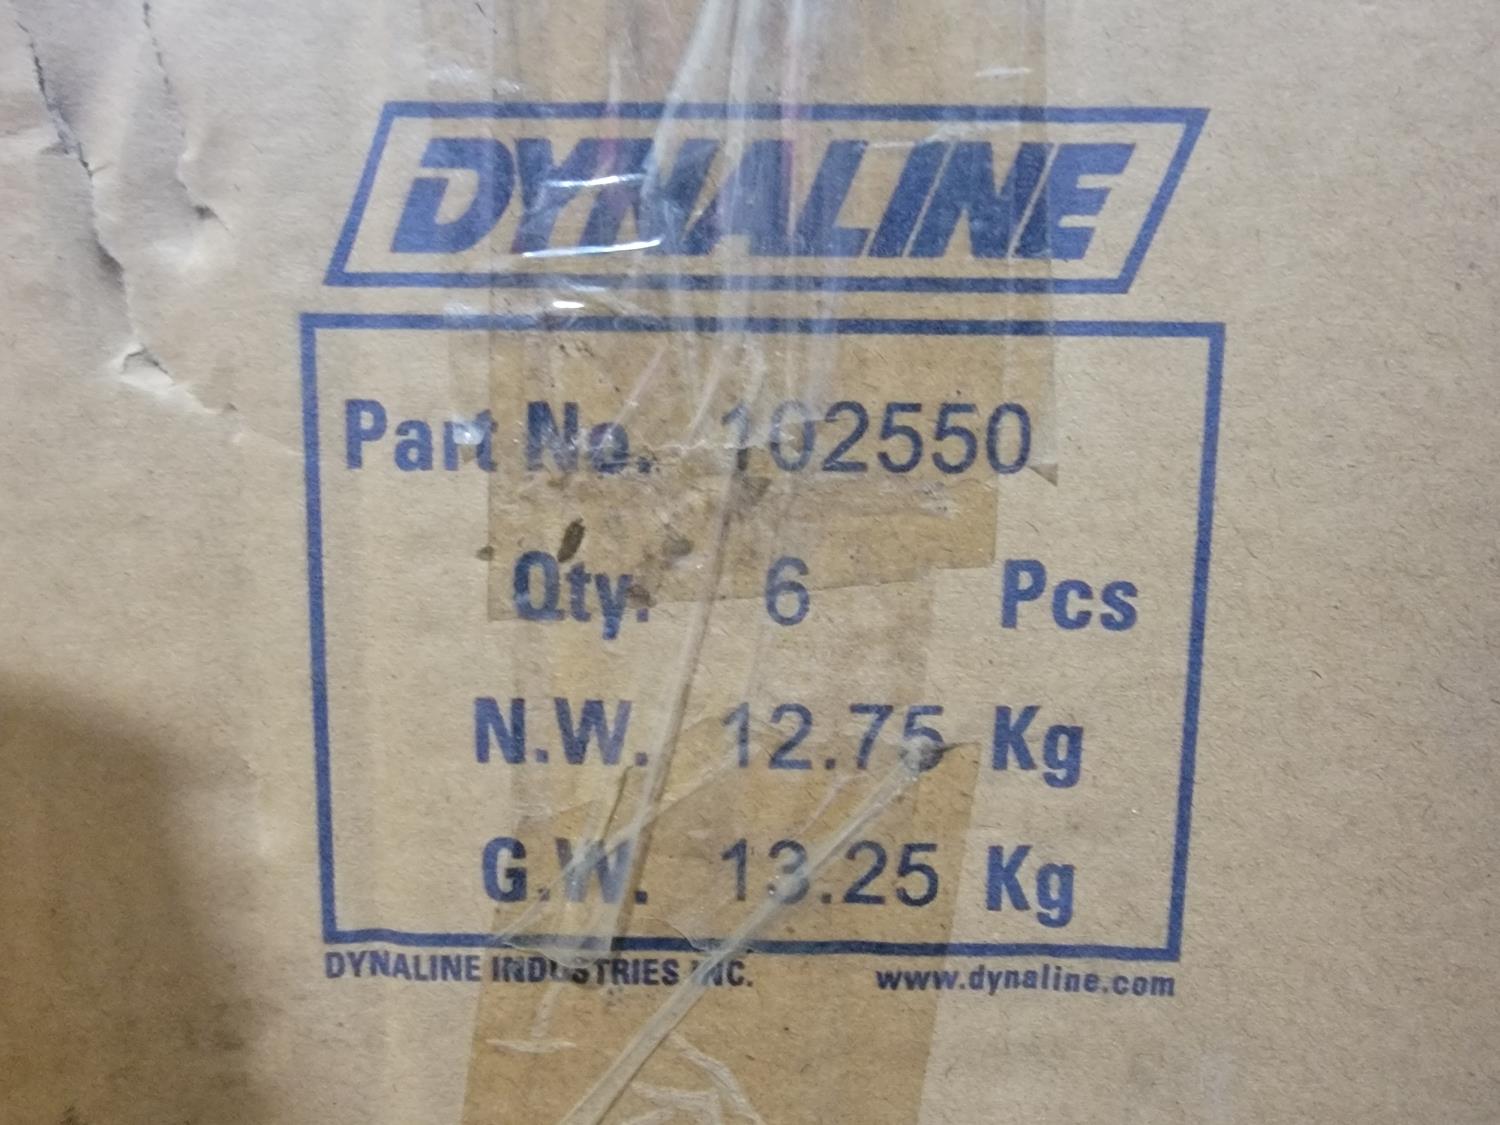 DYNALINE
Part No. 102550
Qty. 6 Pcs
N.W. 12.75 Kg
G.W. 13.25 Kg
DYNALINE INDUSTRIES INC. www.dynaline.com